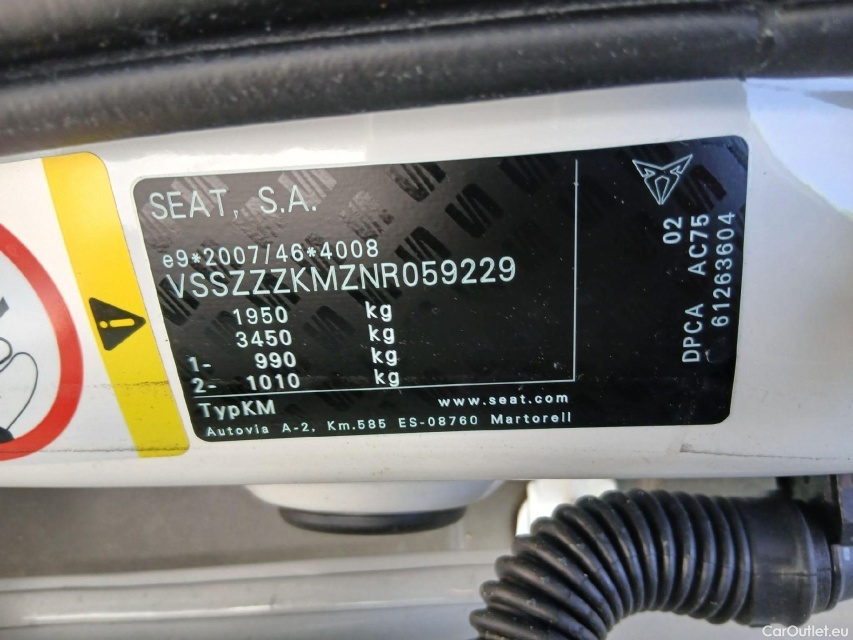 SEAT, S.A.
e9*2007/46*4008
VSSZZZKMZNR059229
1950 kg
3450 kg
1- 990 kg
2- 1010 kg
TypKM
www.seat.com
Autovia A-2, Km.585 ES-08760 Martorell
02
DPCA AC75
61263604
CarOutlet.eu